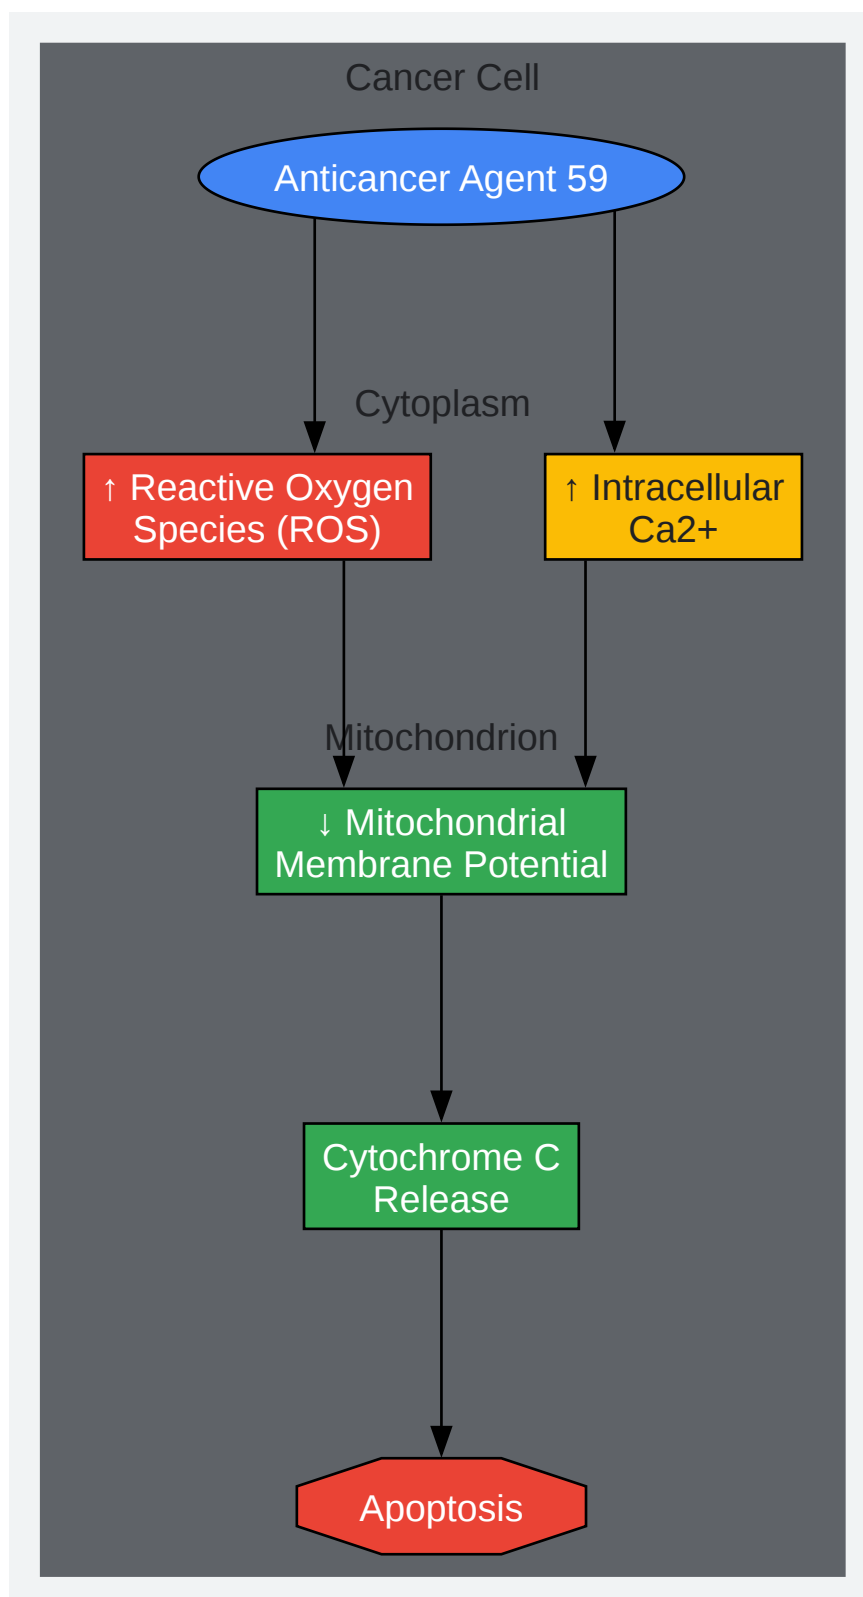 Cancer Cell
Anticancer Agent 59
Cytoplasm
↑ Reactive Oxygen
Species (ROS)
↑ Intracellular
Ca2+
Mitochondrion
↓ Mitochondrial
Membrane Potential
Cytochrome C
Release
Apoptosis